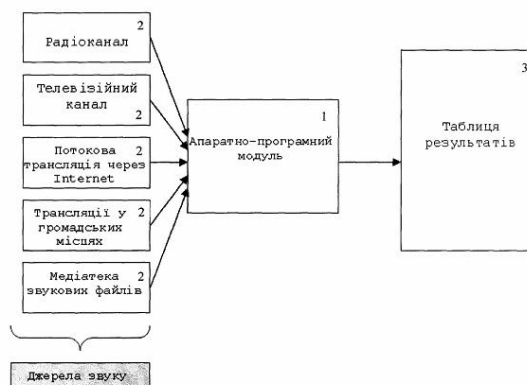 2
Радіоканал
Телевізійний
канал
2
Потокова 2
трансляція через
Internet
Трансляції у 2
громадських
місцях
Медіатека 2
звукових файлів
Джерела звуку
1
Апаратно-програмний
модуль
3
Таблиця
результатів